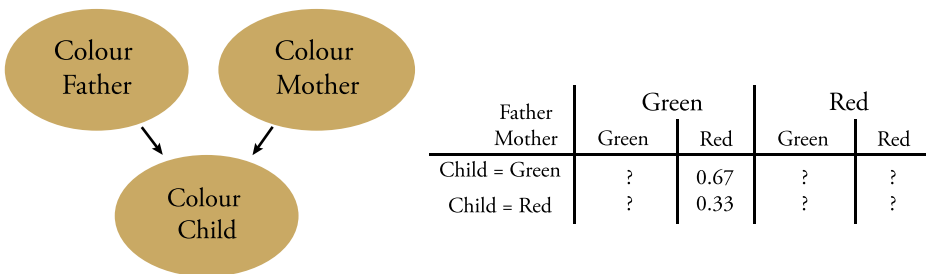 Colour
Father
Colour
Mother
Colour
Child
Father Green Red
Mother Green Red Green Red
Child = Green ? 0.67 ? ?
Child = Red ? 0.33 ? ?